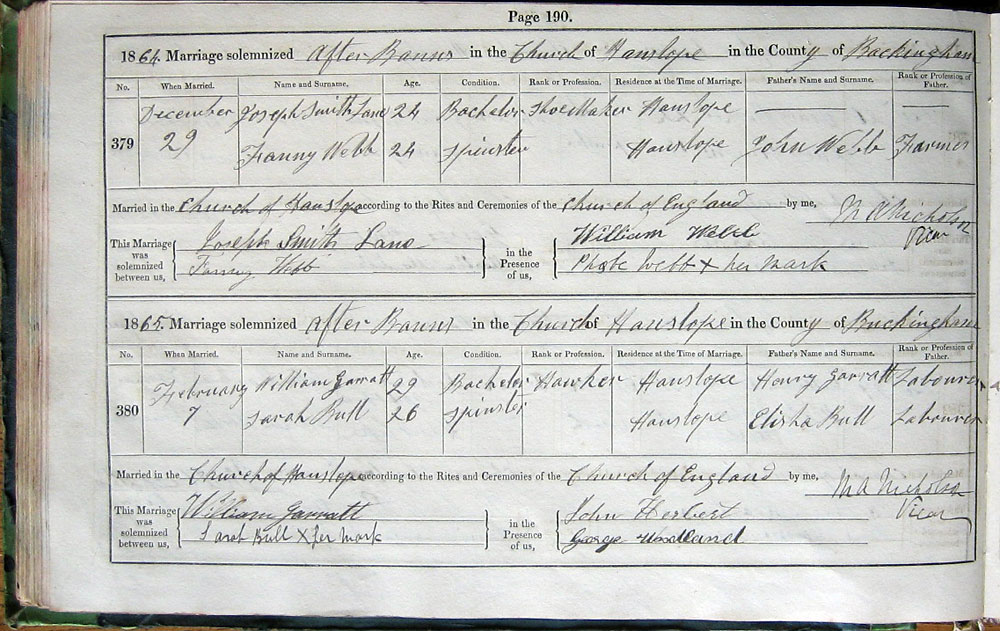 Page 190.
1864. Marriage solemnized After Banns in the Church of Hanslope in the County of Buckingham
No. When Married. Name and Surname. Age. Condition. Rank or Profession. Residence at the Time of Marriage. Father's Name and Surname. Rank or Profession of Father.
379 December 29 Joseph Smith Lane 24 Bachelor Shoe Maker Hanslope — —
Fanny Webb 24 Spinster Hanslope John Webb Farmer
Married in the Church of Hanslope according to the Rites and Ceremonies of the Church of England by me, M A Nicholson Vicar
This Marriage was solemnized between us, Joseph Smith Lane in the Presence of us, William Webb
Fanny Webb Phebe Webb X her mark
1865. Marriage solemnized After Banns in the Church of Hanslope in the County of Buckingham
No. When Married. Name and Surname. Age. Condition. Rank or Profession. Residence at the Time of Marriage. Father's Name and Surname. Rank or Profession of Father.
380 February 7 William Garratt 29 Bachelor Hawker Hanslope Henry Garratt Labourer
Sarah Bull 26 Spinster Hanslope Elisha Bull Labourer
Married in the Church of Hanslope according to the Rites and Ceremonies of the Church of England by me, M A Nicholson Vicar
This Marriage was solemnized between us, William Garratt in the Presence of us, John Herbert
Sarah Bull X her mark George Woodland